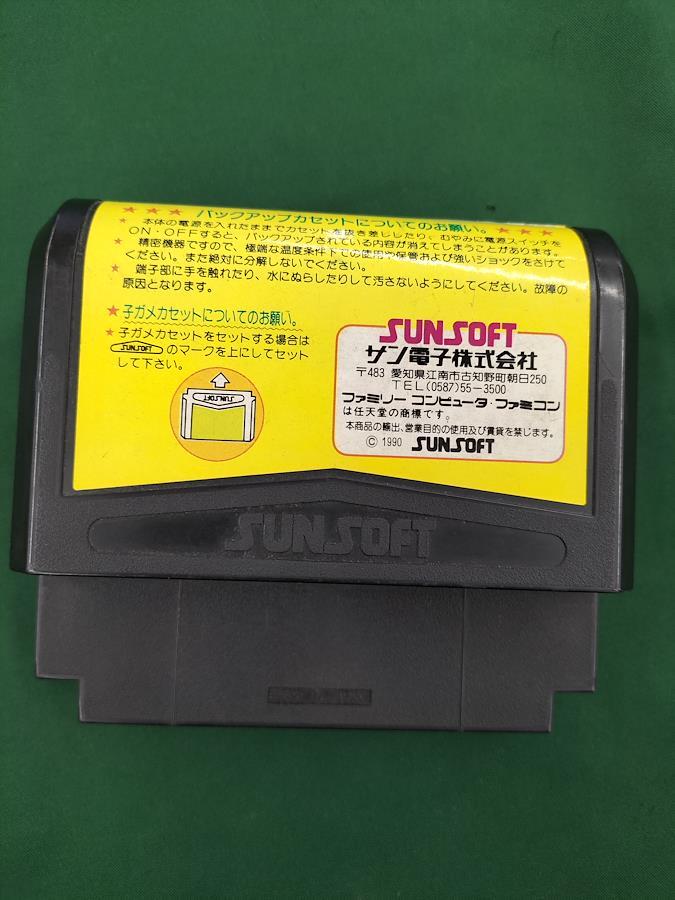 ★ ★ ★ バックアップカセットについてのお願い。 ★ ★ ★
★ 本体の電源を入れたままでカセットを抜き差ししたり、むやみに電源スイッチを
ON・OFFすると、バックアップされている内容が消えてしまうことがあります。
★ 精密機器ですので、極端な温度条件下での使用や保管および強いショックをさけて
ください。また絶対に分解しないでください。
★ 端子部に手を触れたり、水にぬらしたりして汚さないようにしてください。故障の
原因となります。
★子ガメカセットについてのお願い。
★子ガメカセットをセットする場合は
SUNSOFT のマークを上にしてセット
して下さい。
SUNSOFT
SUNSOFT
サン電子株式会社
〒483 愛知県江南市古知野町朝日250
TEL(0587)55-3500
ファミリー コンピュータ・ファミコン
は任天堂の商標です。
本商品の輸出、営業目的の使用及び賃貸を禁じます。
© 1990 SUNSOFT
SUNSOFT